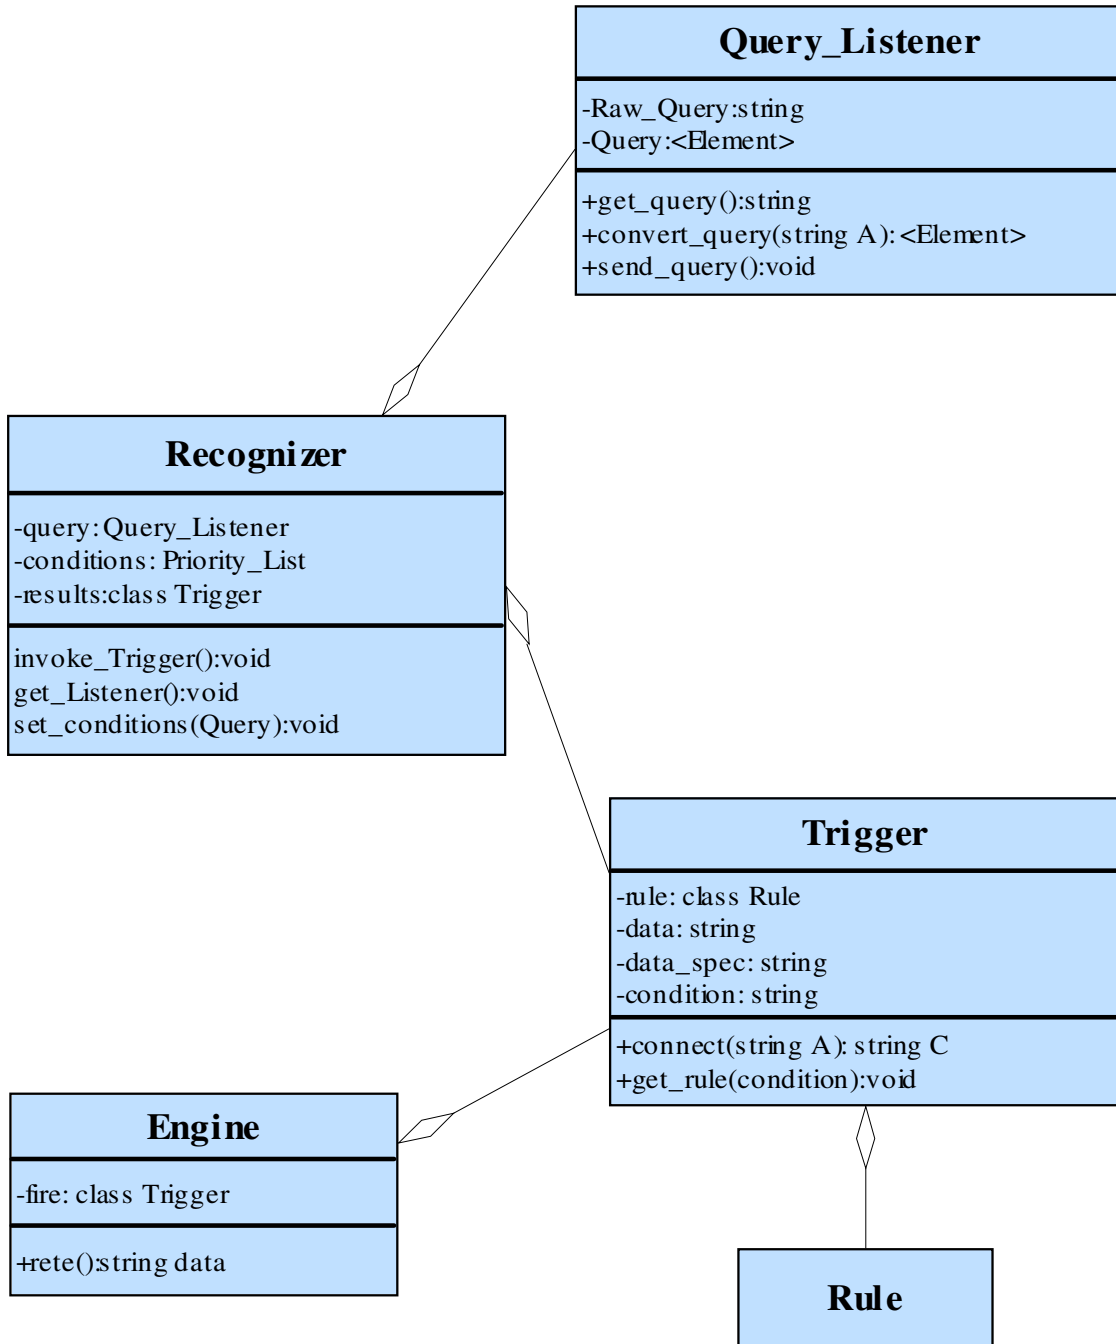 Query_Listener
-Raw_Query:string
-Query:<Element>
+get_query():string
+convert_query(string A): <Element>
+send_query():void
Recognizer
-query: Query_Listener
-conditions: Priority_List
-results:class Trigger
invoke_Trigger():void
get_Listener():void
set_conditions(Query):void
Trigger
-rule: class Rule
-data: string
-data_spec: string
-condition: string
+connect(string A): string C
+get_rule(condition):void
Engine
-fire: class Trigger
+rete():string data
Rule